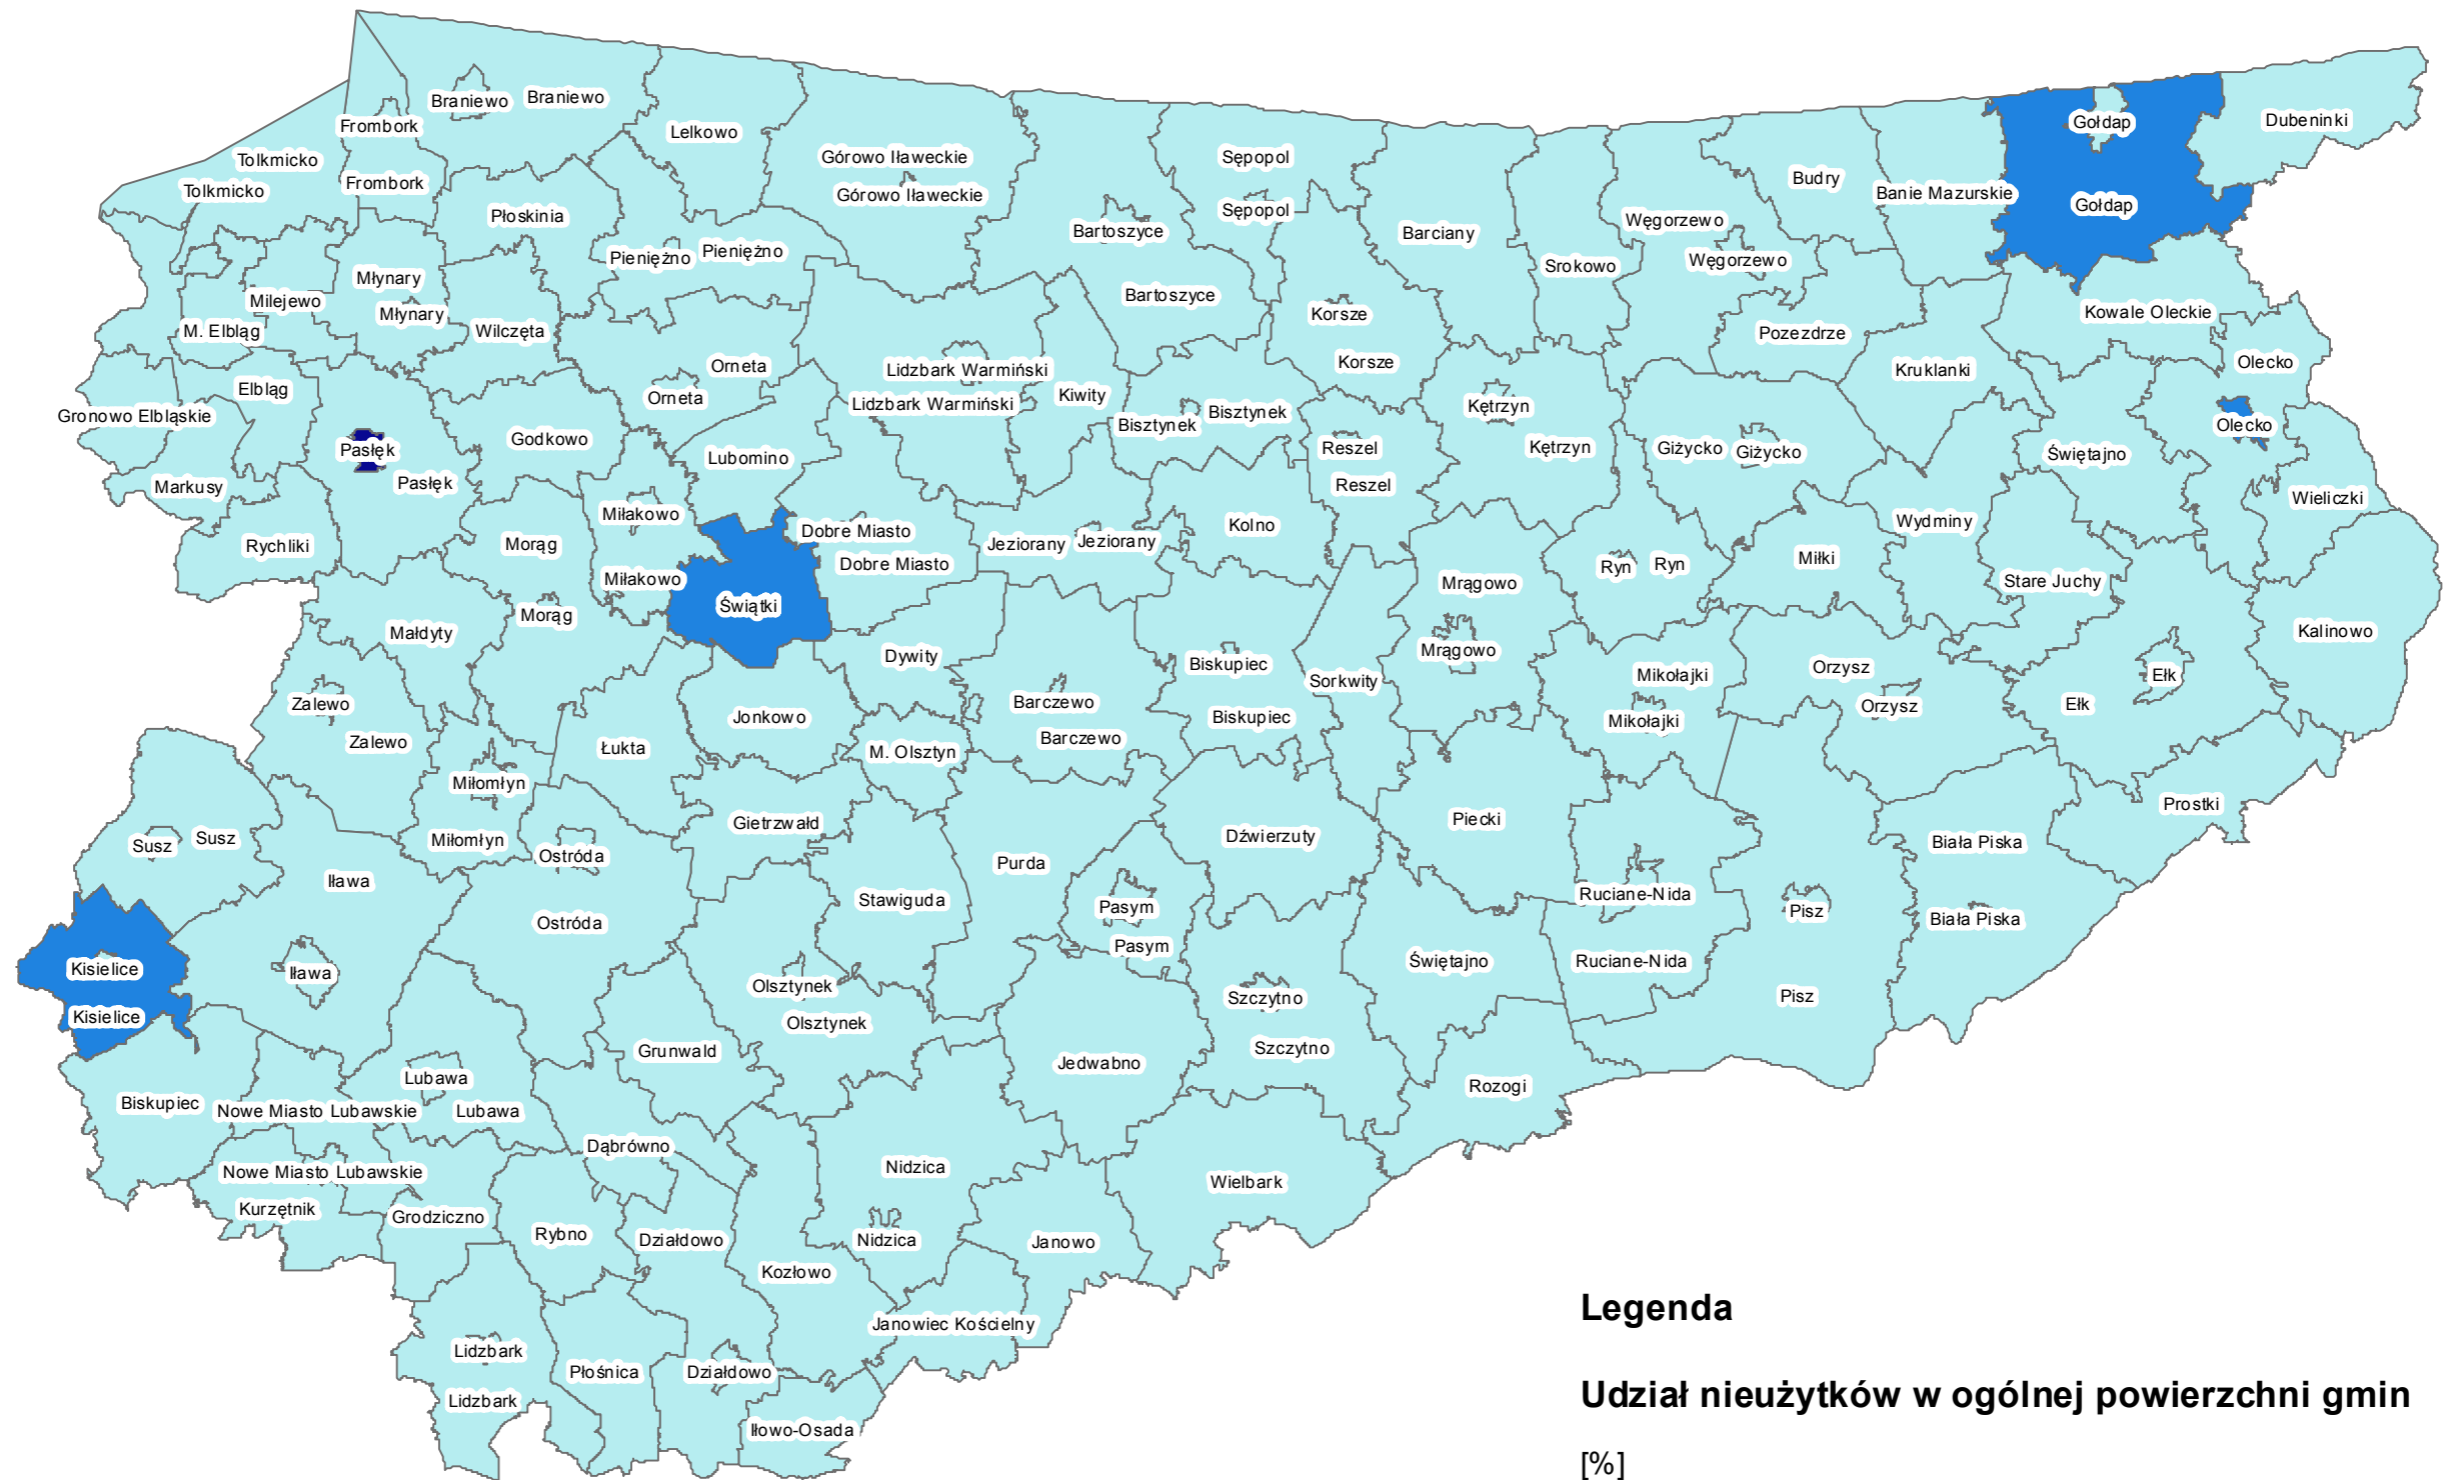 Braniewo
Braniewo
Frombork
Lelkowo
Tolkmicko
Górowo Iławeckie
Sępopol
Gołdap
Dubeninki
Tolkmicko
Frombork
Górowo Iławeckie
Budry
Banie Mazurskie
Płoskinia
Sępopol
Gołdap
Bartoszyce
Barciany
Węgorzewo
Pieniężno
Pieniężno
Węgorzewo
Srokowo
Młynary
Bartoszyce
Milejewo
Młynary
Korsze
Kowale Oleckie
M. Elbląg
Wilczęta
Pozezdrze
Orneta
Lidzbark Warmiński
Korsze
Kruklanki
Olecko
Elbląg
Orneta
Lidzbark Warmiński
Kiwity
Kętrzyn
Gronowo Elbląskie
Bisztynek
Bisztynek
Olecko
Godkowo
Pasłęk
Reszel
Kętrzyn
Giżycko
Giżycko
Świętajno
Lubomino
Pasłęk
Reszel
Markusy
Wieliczki
Miłakowo
Dobre Miasto
Kolno
Wydminy
Rychliki
Morąg
Jeziorany
Jeziorany
Dobre Miasto
Ryn
Ryn
Miłki
Miłakowo
Mrągowo
Stare Juchy
Świątki
Morąg
Małdyty
Kalinowo
Dywity
Biskupiec
Mrągowo
Orzysz
Ełk
Sorkwity
Mikołajki
Zalewo
Barczewo
Orzysz
Ełk
Jonkowo
Biskupiec
Mikołajki
Zalewo
Łukta
M. Olsztyn
Barczewo
Miłomłyn
Prostki
Gietrzwałd
Piecki
Susz
Susz
Miłomłyn
Dźwierzuty
Biała Piska
Ostróda
Purda
Iława
Stawiguda
Ruciane-Nida
Pasym
Pisz
Biała Piska
Ostróda
Pasym
Kisielice
Iława
Świętajno
Ruciane-Nida
Olsztynek
Szczytno
Pisz
Kisielice
Olsztynek
Grunwald
Szczytno
Jedwabno
Lubawa
Rozogi
Biskupiec
Nowe Miasto Lubawskie
Lubawa
Dąbrówno
Nidzica
Nowe Miasto Lubawskie
Wielbark
Kurzętnik
Grodziczno
Rybno
Działdowo
Nidzica
Janowo
Kozłowo
Janowiec Kościelny
Lidzbark
Płośnica
Działdowo
Lidzbark
Iłowo-Osada
Legenda
Udział nieużytków w ogólnej powierzchni gmin
[%]